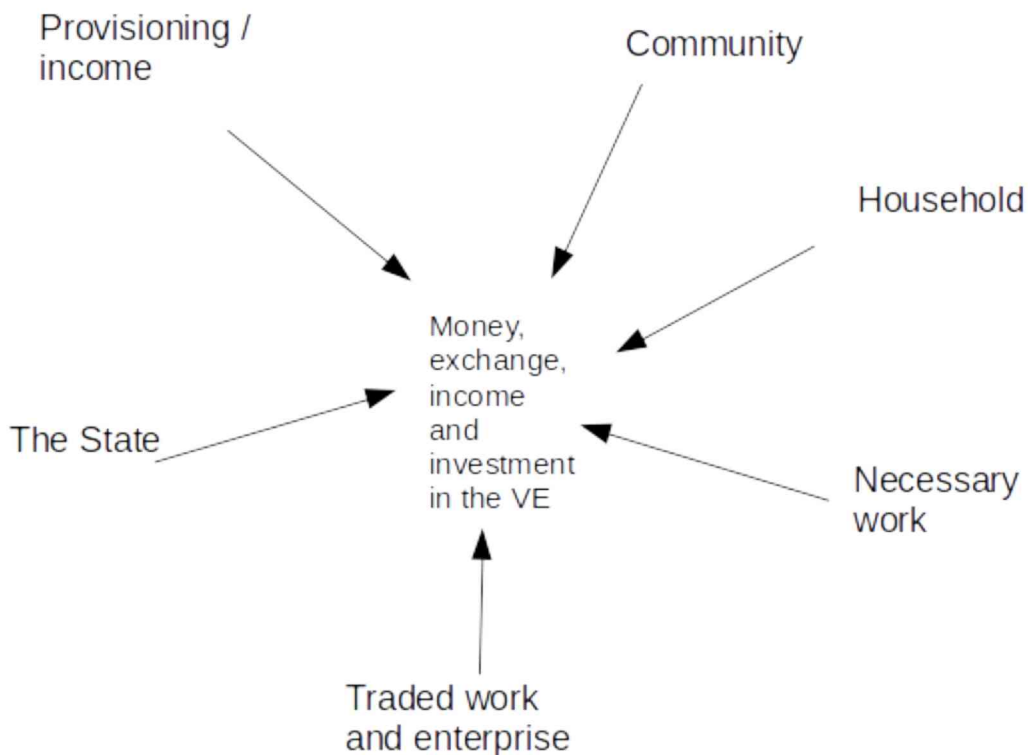 Provisioning /
income
Community
Household
Money,
exchange,
income
and
investment
in the VE
The State
Necessary
work
Traded work
and enterprise